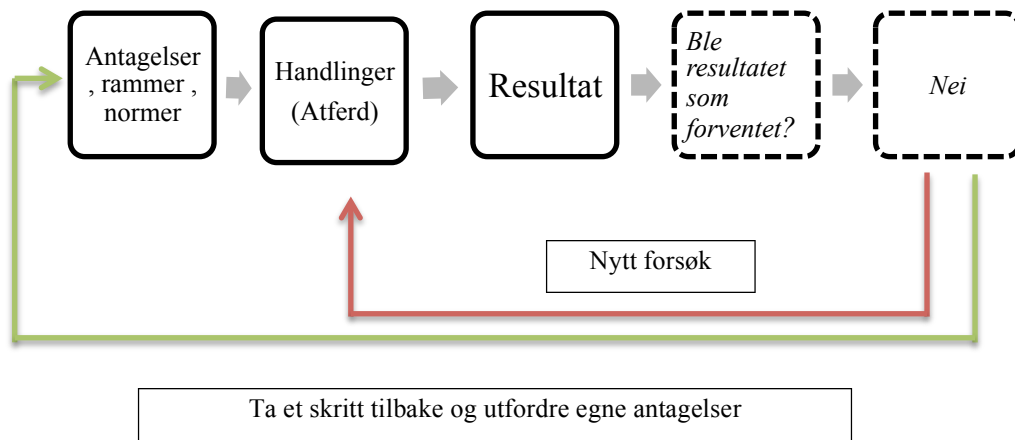 Antagelser
, rammer ,
normer
Handlinger
(Atferd)
Resultat
Ble
resultatet
som
forventet?
Nei
Nytt forsøk
Ta et skritt tilbake og utfordre egne antagelser